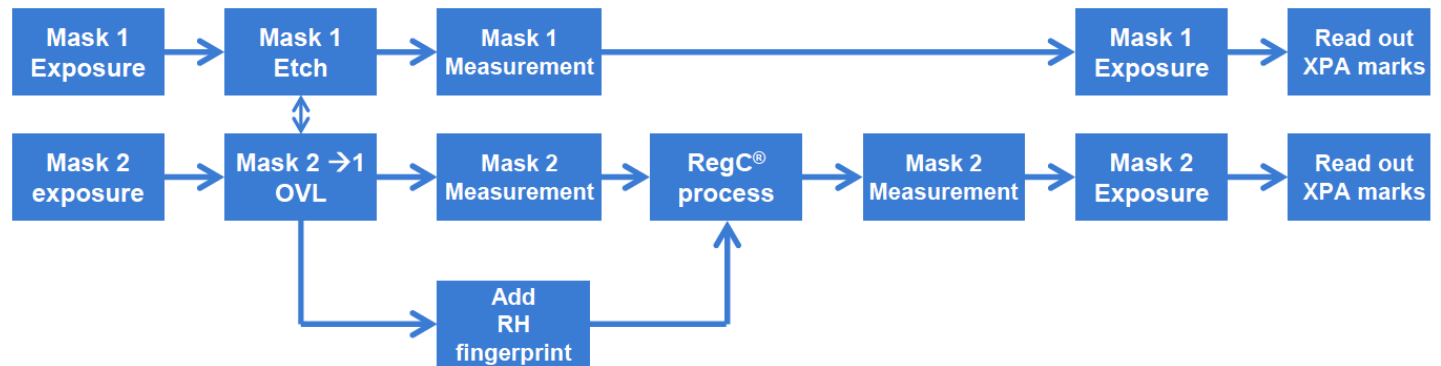 Mask 1
Exposure
Mask 1
Etch
Mask 1
Measurement
Mask 1
Exposure
Read out
XPA marks
Mask 2
exposure
Mask 2 →1
OVL
Mask 2
Measurement
RegC®
process
Mask 2
Measurement
Mask 2
Exposure
Read out
XPA marks
Add
RH
fingerprint